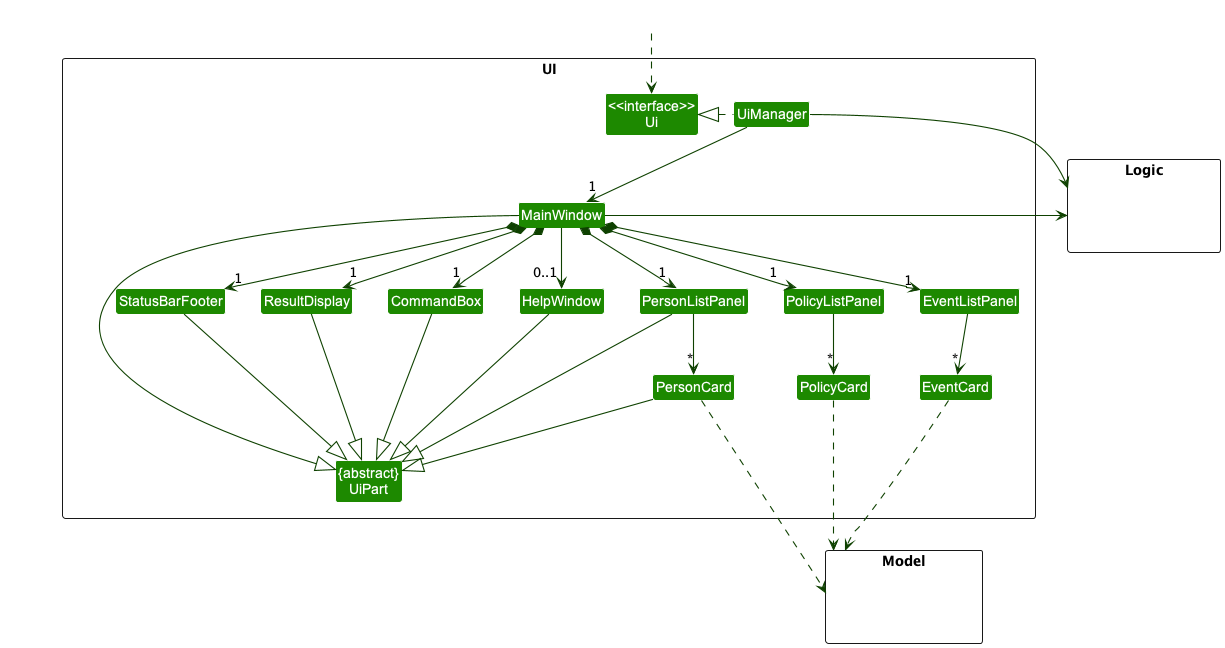 UI
<<interface>>
Ui
UiManager
Logic
1
MainWindow
1
1
1
0..1
1
1
1
StatusBarFooter
ResultDisplay
CommandBox
HelpWindow
PersonListPanel
PolicyListPanel
EventListPanel
*
*
*
PersonCard
PolicyCard
EventCard
{abstract}
UiPart
Model